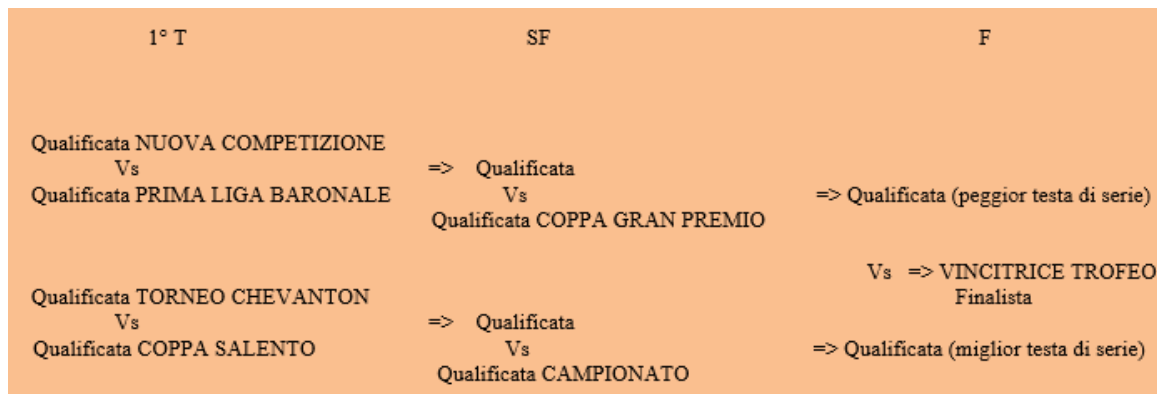 1° T SF F
Qualificata NUOVA COMPETIZIONE
Vs => Qualificata
Qualificata PRIMA LIGA BARONALE Vs => Qualificata (peggior testa di serie)
Qualificata COPPA GRAN PREMIO
Vs => VINCITRICE TROFEO
Qualificata TORNEO CHEVANTON Finalista
Vs => Qualificata
Qualificata COPPA SALENTO Vs => Qualificata (miglior testa di serie)
Qualificata CAMPIONATO